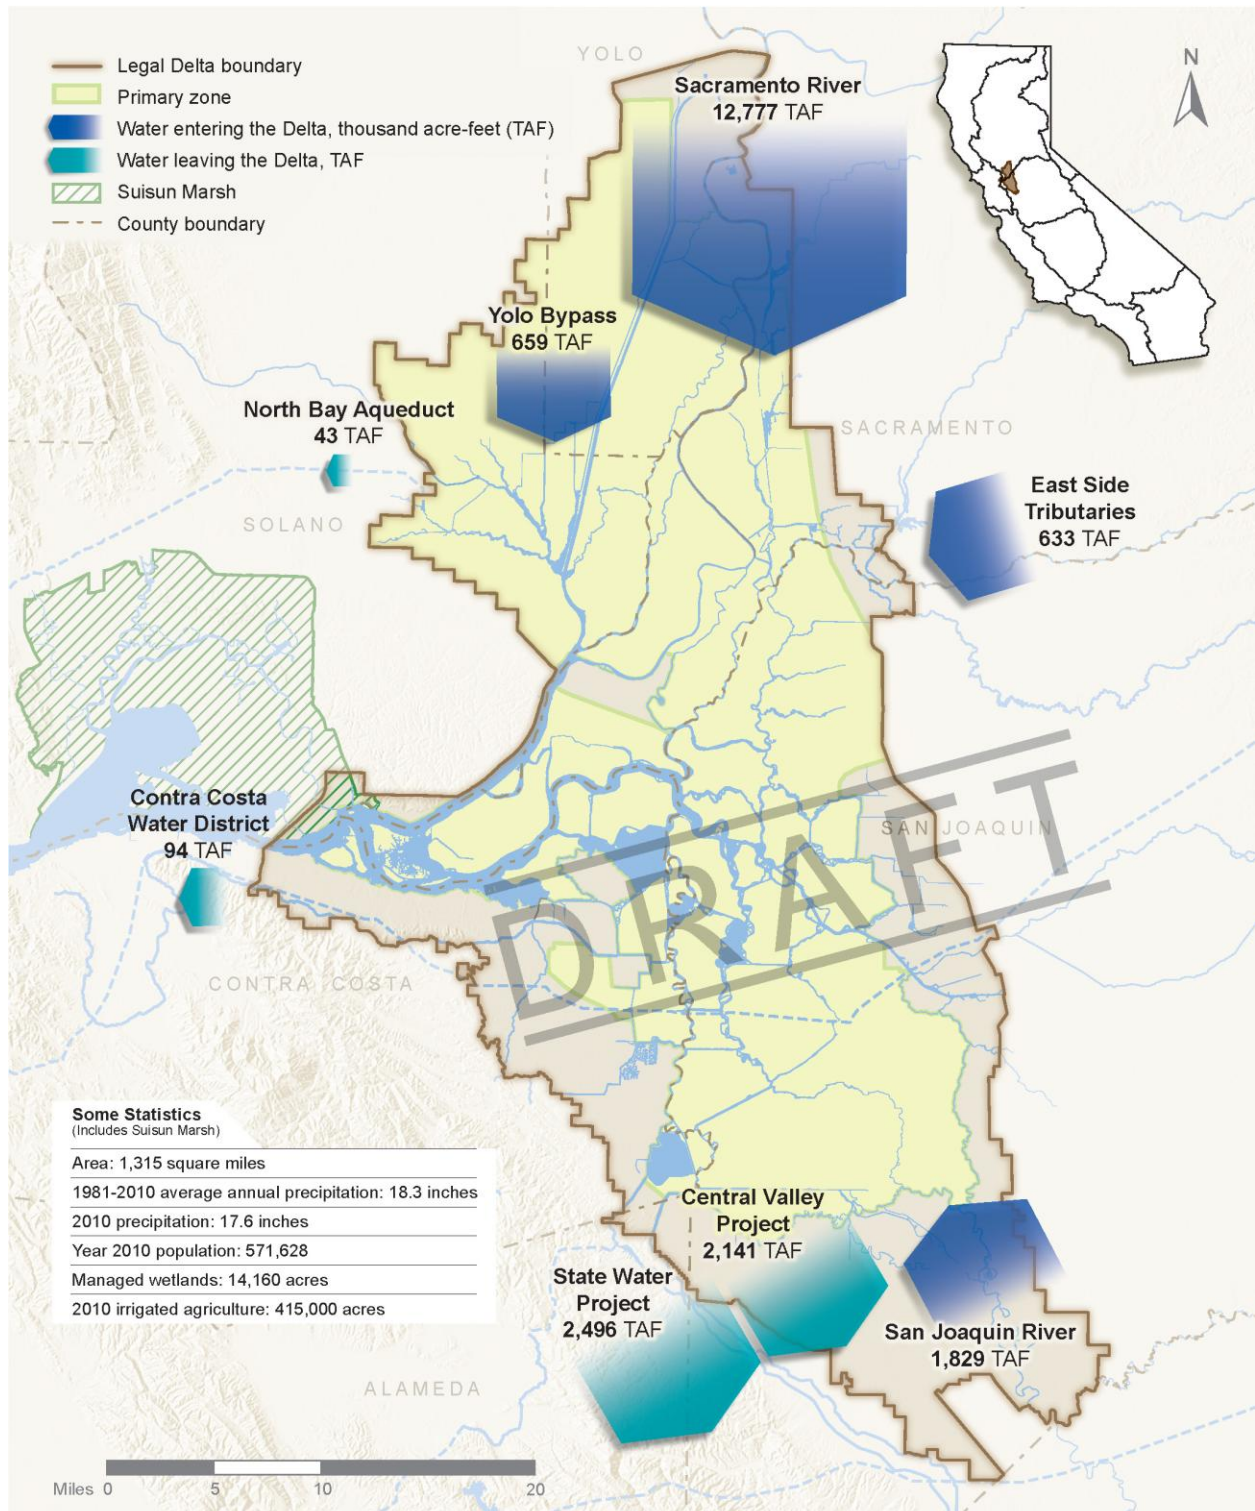 Legal Delta boundary
Primary zone
Water entering the Delta, thousand acre-feet (TAF)
Water leaving the Delta, TAF
Suisun Marsh
County boundary
YOLO
Sacramento River
12,777 TAF
N
Yolo Bypass
659 TAF
North Bay Aqueduct
43 TAF
SACRAMENTO
East Side
Tributaries
633 TAF
SOLANO
Contra Costa
Water District
94 TAF
SAN JOAQUIN
DRAFT
CONTRA COSTA
Some Statistics
(Includes Suisun Marsh)
Area: 1,315 square miles
1981-2010 average annual precipitation: 18.3 inches
2010 precipitation: 17.6 inches
Year 2010 population: 571,628
Managed wetlands: 14,160 acres
2010 irrigated agriculture: 415,000 acres
Central Valley
Project
2,141 TAF
State Water
Project
2,496 TAF
San Joaquin River
1,829 TAF
ALAMEDA
Miles 0 5 10 20